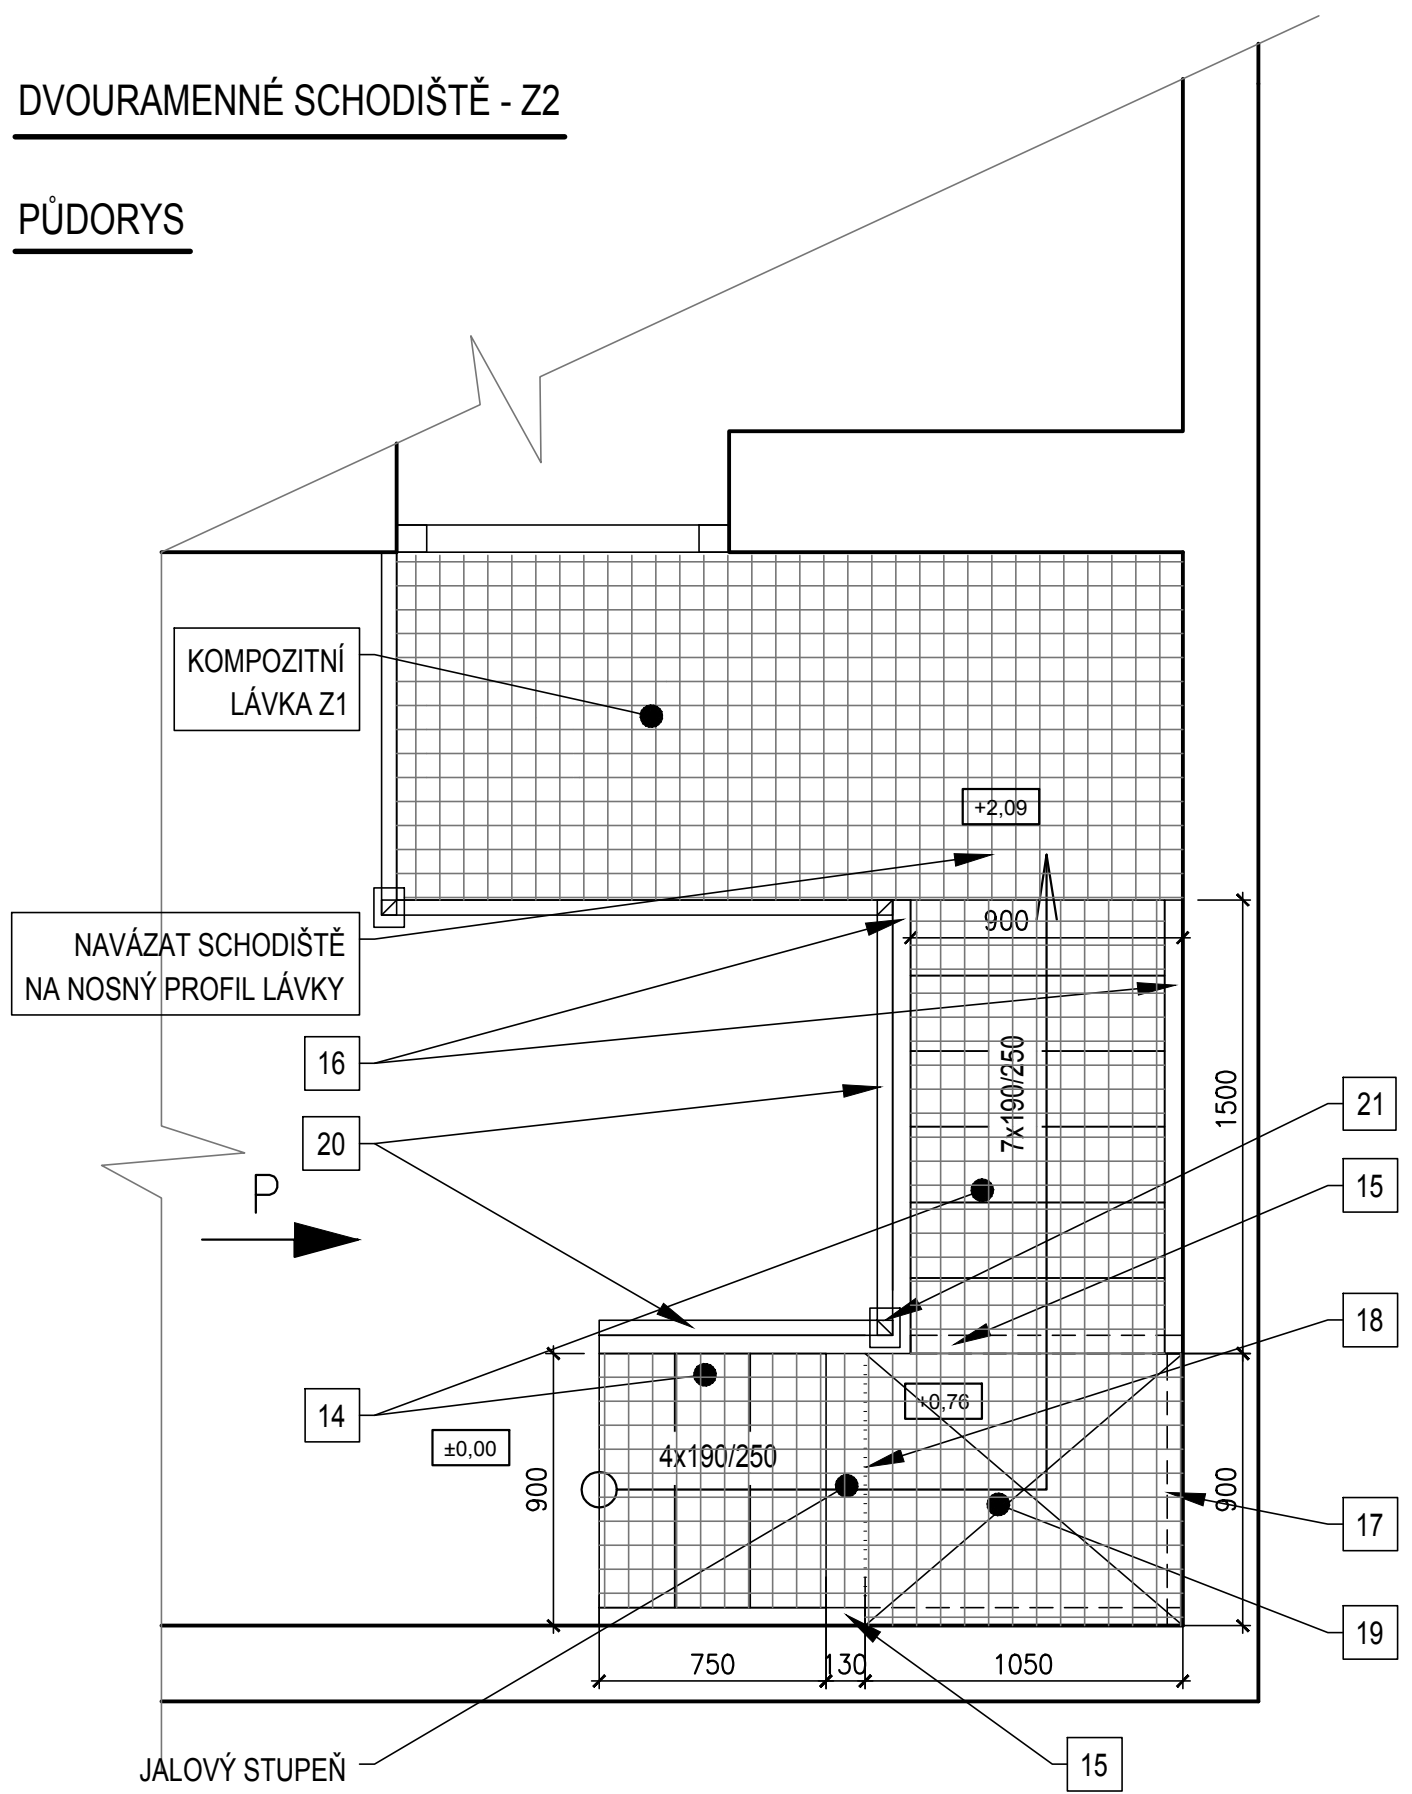 DVOURAMENNÉ SCHODIŠTĚ - Z2
PŮDORYS
KOMPOZITNÍ
LÁVKA Z1
+2,09
NAVÁZAT SCHODIŠTĚ
NA NOSNÝ PROFIL LÁVKY
900
16
7x190/250
1500
21
20
15
P
18
14
+0,76
±0,00
4x190/250
900
900
17
19
750
130
1050
JALOVÝ STUPEŇ
15